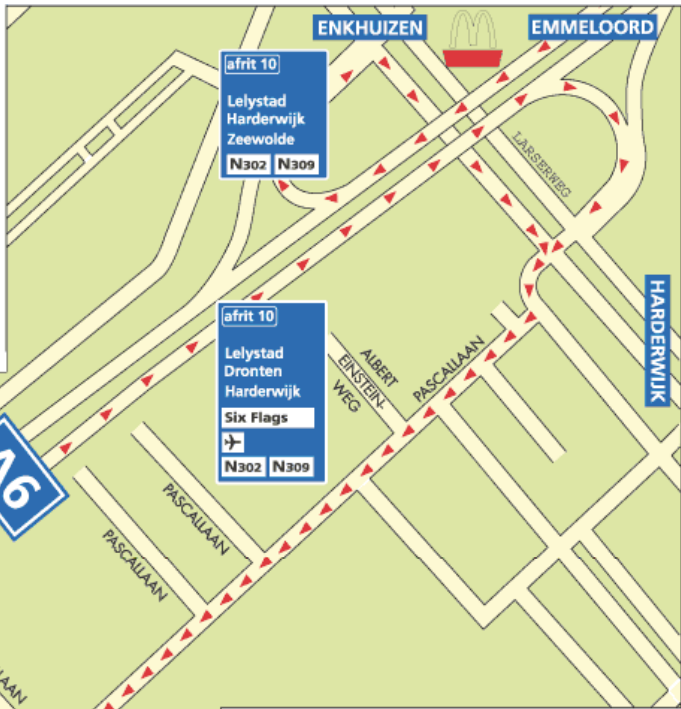 ENKHUIZEN
EMMELOORD
afrit 10
Lelystad
Harderwijk
Zeewolde
N302 N309
LARSERWEG
HARDERWIJK
afrit 10
Lelystad
Dronten
Harderwijk
Six Flags
N302 N309
ALBERT
EINSTEIN-
WEG
PASCALLAAN
A6
PASCALLAAN
PASCALLAAN
LAAN